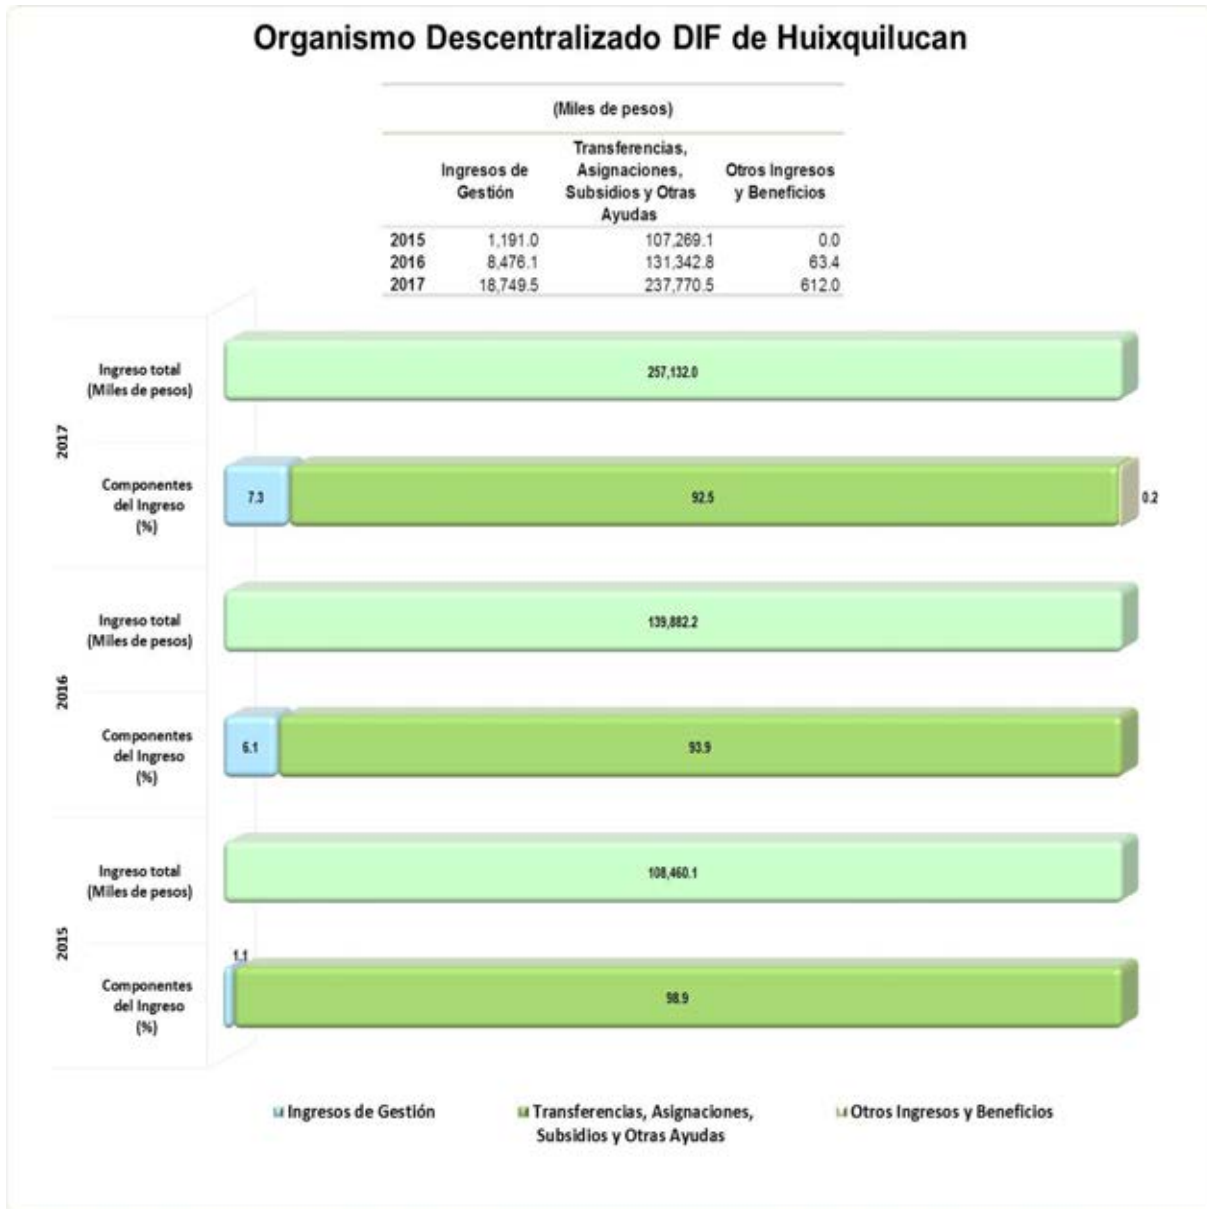 Organismo Descentralizado DIF de Huixquilucan
(Miles de pesos)
Ingresos de Gestión
Transferencias, Asignaciones, Subsidios y Otras Ayudas
Otros Ingresos y Beneficios
2015 1,191.0 107,269.1 0.0
2016 8,476.1 131,342.8 63.4
2017 18,749.5 237,770.5 612.0
2017
Ingreso total
(Miles de pesos)
257,132.0
Componentes
del Ingreso
(%)
7.3 92.5 0.2
2016
Ingreso total
(Miles de pesos)
139,882.2
Componentes
del Ingreso
(%)
6.1 93.9
2015
Ingreso total
(Miles de pesos)
108,460.1
Componentes
del Ingreso
(%)
1.1 98.9
Ingresos de Gestión
Transferencias, Asignaciones,
Subsidios y Otras Ayudas
Otros Ingresos y Beneficios